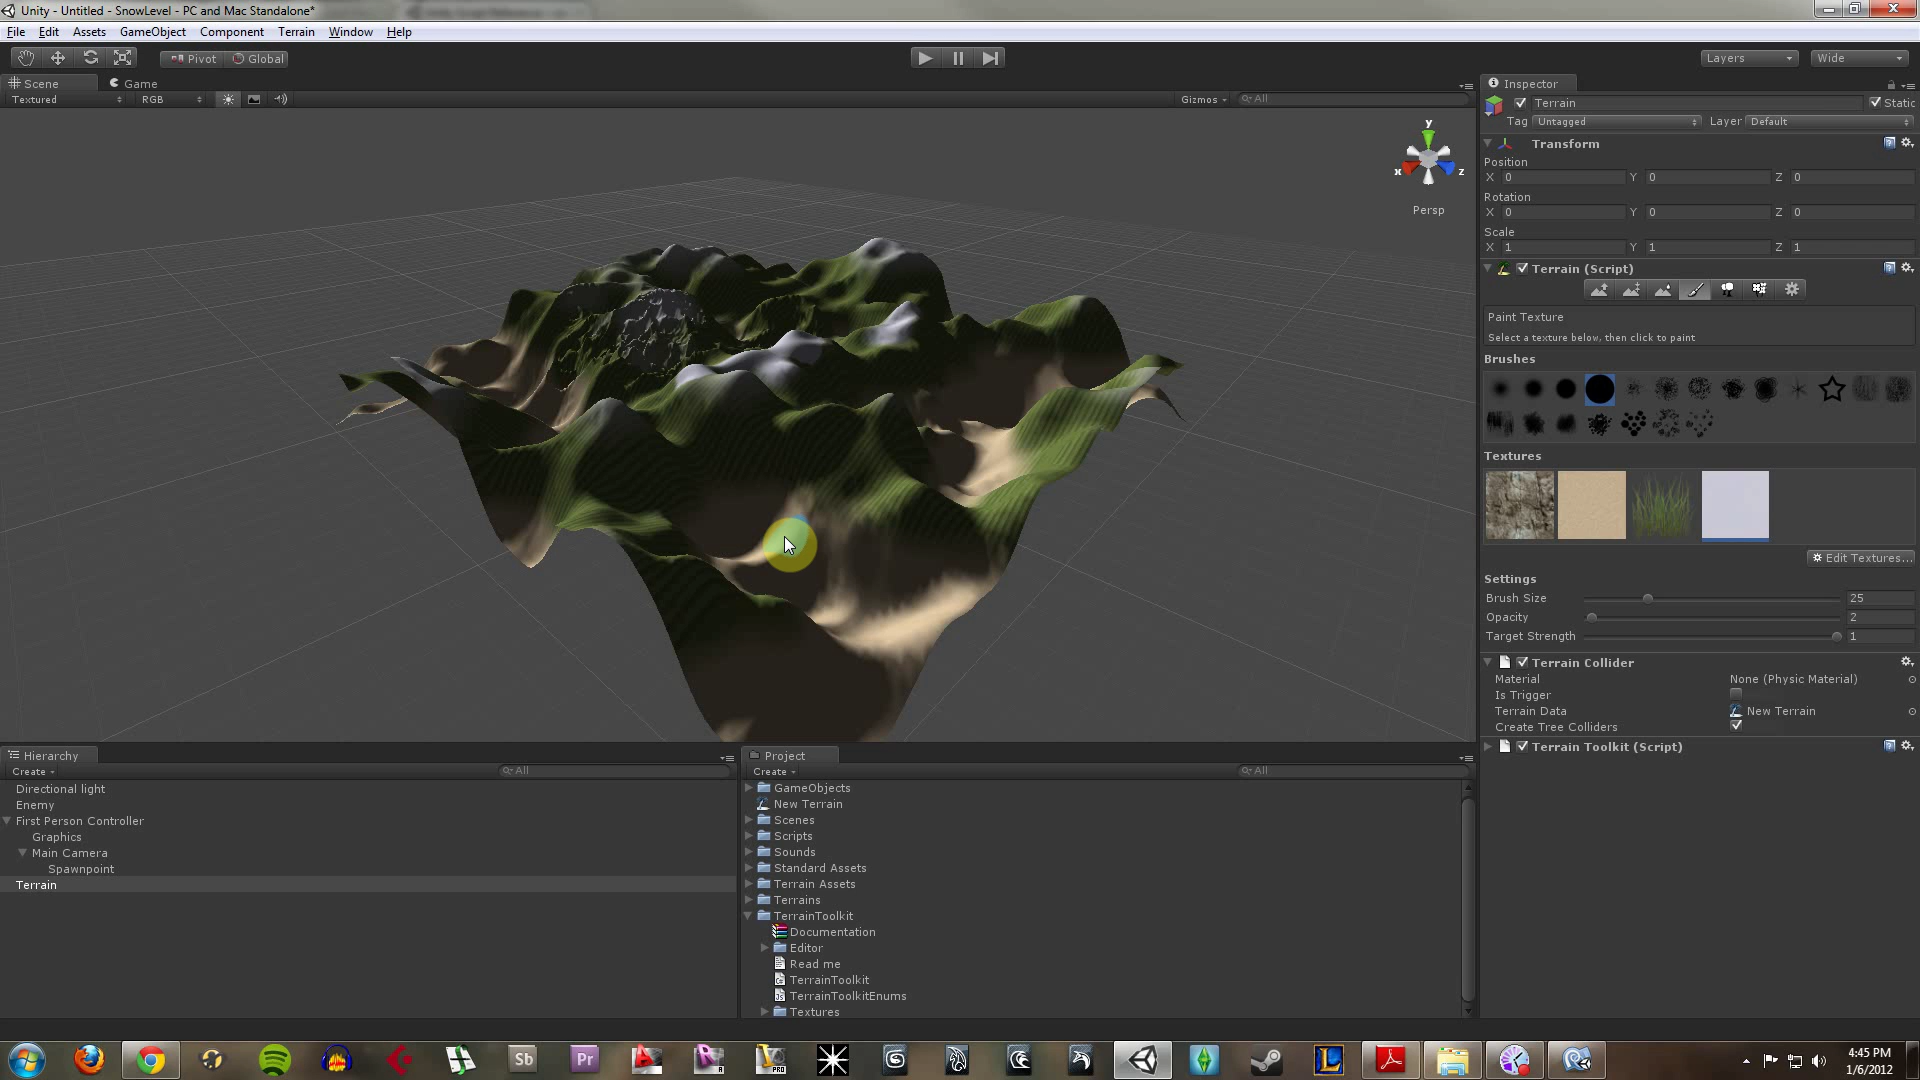 Unity - Untitled - SnowLevel - PC and Mac Standalone*
File Edit Assets GameObject Component Terrain Window Help
Pivot Global Layers Wide
Scene Game
Textured RGB Gizmos All
y
x z
Persp
Inspector
Terrain Static
Tag Untagged Layer Default
Transform
Position
X 0 Y 0 Z 0
Rotation
X 0 Y 0 Z 0
Scale
X 1 Y 1 Z 1
Terrain (Script)
Paint Texture
Select a texture below, then click to paint
Brushes
Textures
Edit Textures...
Settings
Brush Size 25
Opacity 2
Target Strength 1
Terrain Collider
Material None (Physic Material)
Is Trigger
Terrain Data New Terrain
Create Tree Colliders
Terrain Toolkit (Script)
Hierarchy
Create All
Directional light
Enemy
First Person Controller
Graphics
Main Camera
Spawnpoint
Terrain
Project
Create All
GameObjects
New Terrain
Scenes
Scripts
Sounds
Standard Assets
Terrain Assets
Terrains
TerrainToolkit
Documentation
Editor
Read me
TerrainToolkit
TerrainToolkitEnums
Textures
Sb Pr PRO L
4:45 PM
1/6/2012